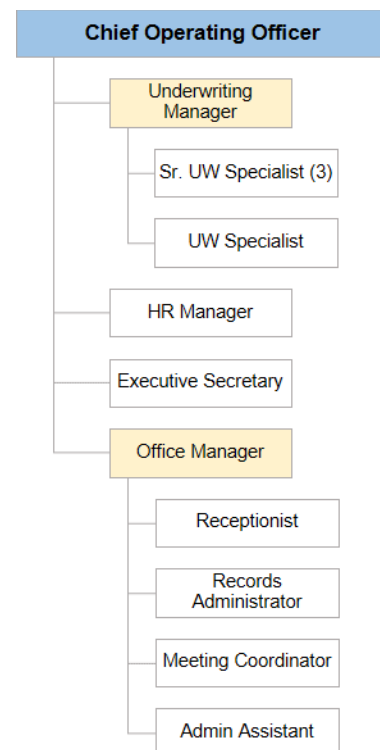 Chief Operating Officer
Underwriting
Manager
Sr. UW Specialist (3)
UW Specialist
HR Manager
Executive Secretary
Office Manager
Receptionist
Records
Administrator
Meeting Coordinator
Admin Assistant